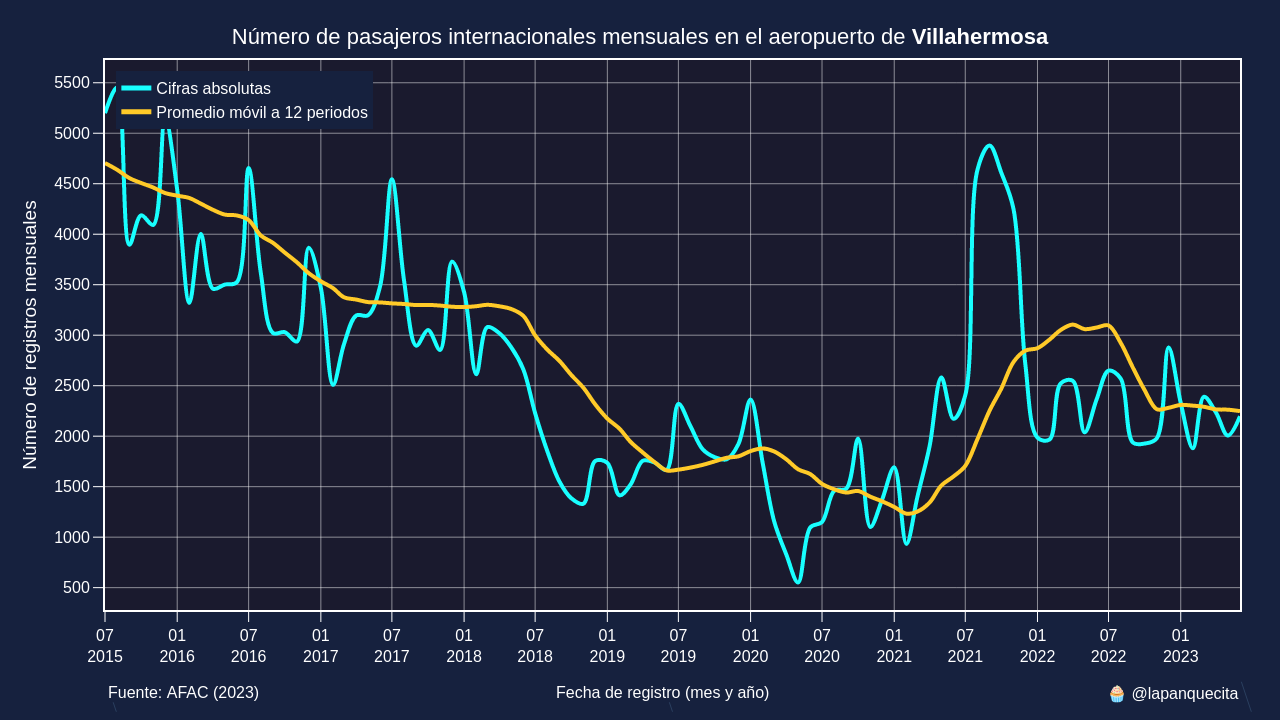 Número de pasajeros internacionales mensuales en el aeropuerto de Villahermosa
Cifras absolutas
Promedio móvil a 12 periodos
Número de registros mensuales
5500
5000
4500
4000
3500
3000
2500
2000
1500
1000
500
07 01 07 01 07 01 07 01 07 01 07 01 07 01 07 01
2015 2016 2016 2017 2017 2018 2018 2019 2019 2020 2020 2021 2021 2022 2022 2023
Fuente: AFAC (2023)
Fecha de registro (mes y año)
🧁 @lapanquecita